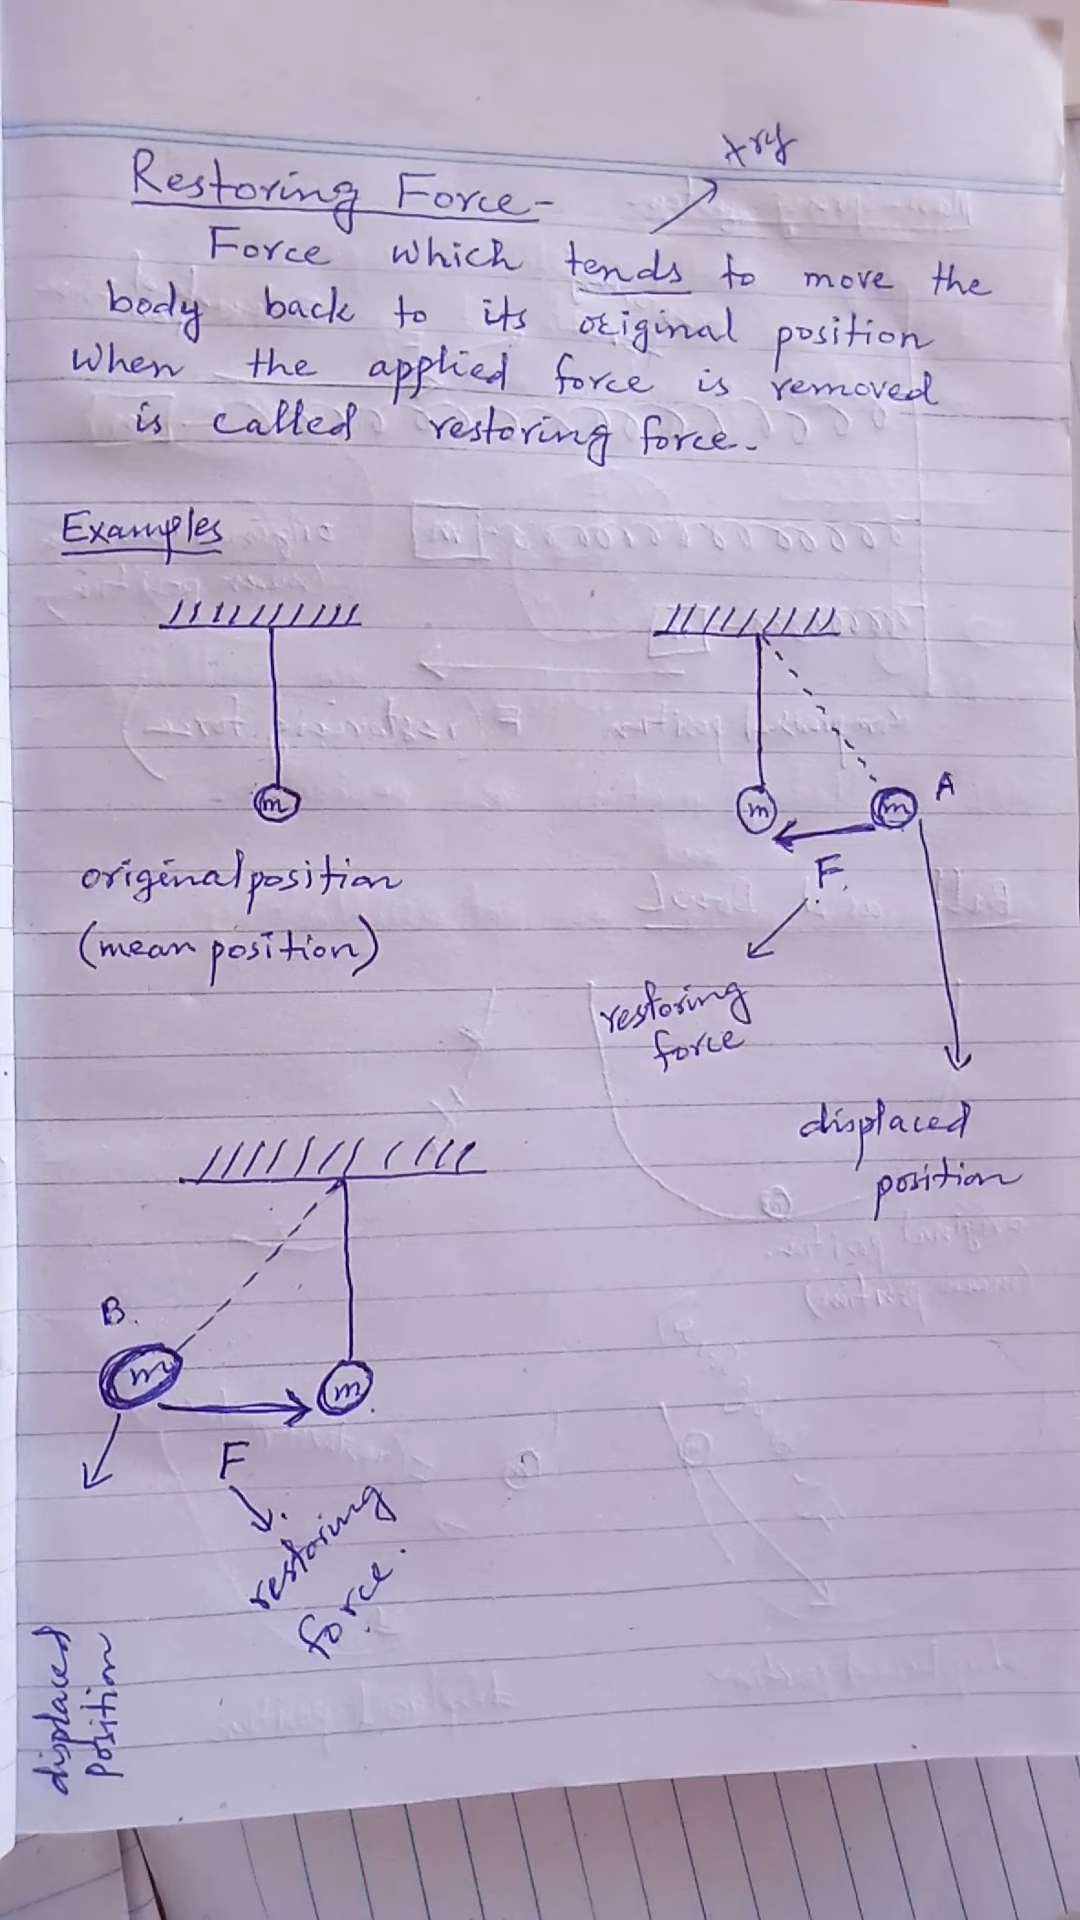 try
Restoring Force-
Force which tends to move the
body back to its original position
when the applied force is removed
is called restoring force.
Examples
m
original position
(mean position)
m
m
A
F.
restoring
force
displaced
position
B.
m
m
F
restoring
force.
displaced
position